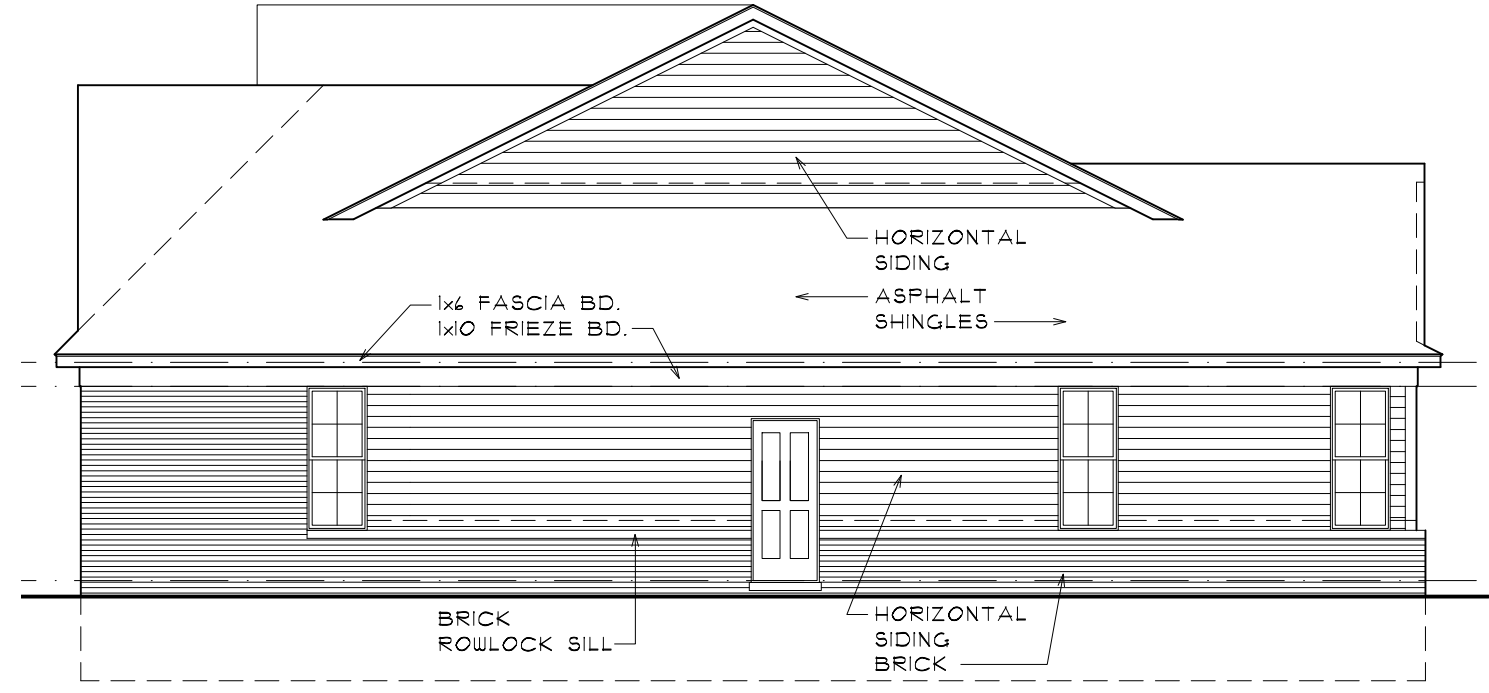 HORIZONTAL
SIDING
ASPHALT
SHINGLES
1x6 FASCIA BD.
1x10 FRIEZE BD.
BRICK
ROWLOCK SILL
HORIZONTAL
SIDING
BRICK